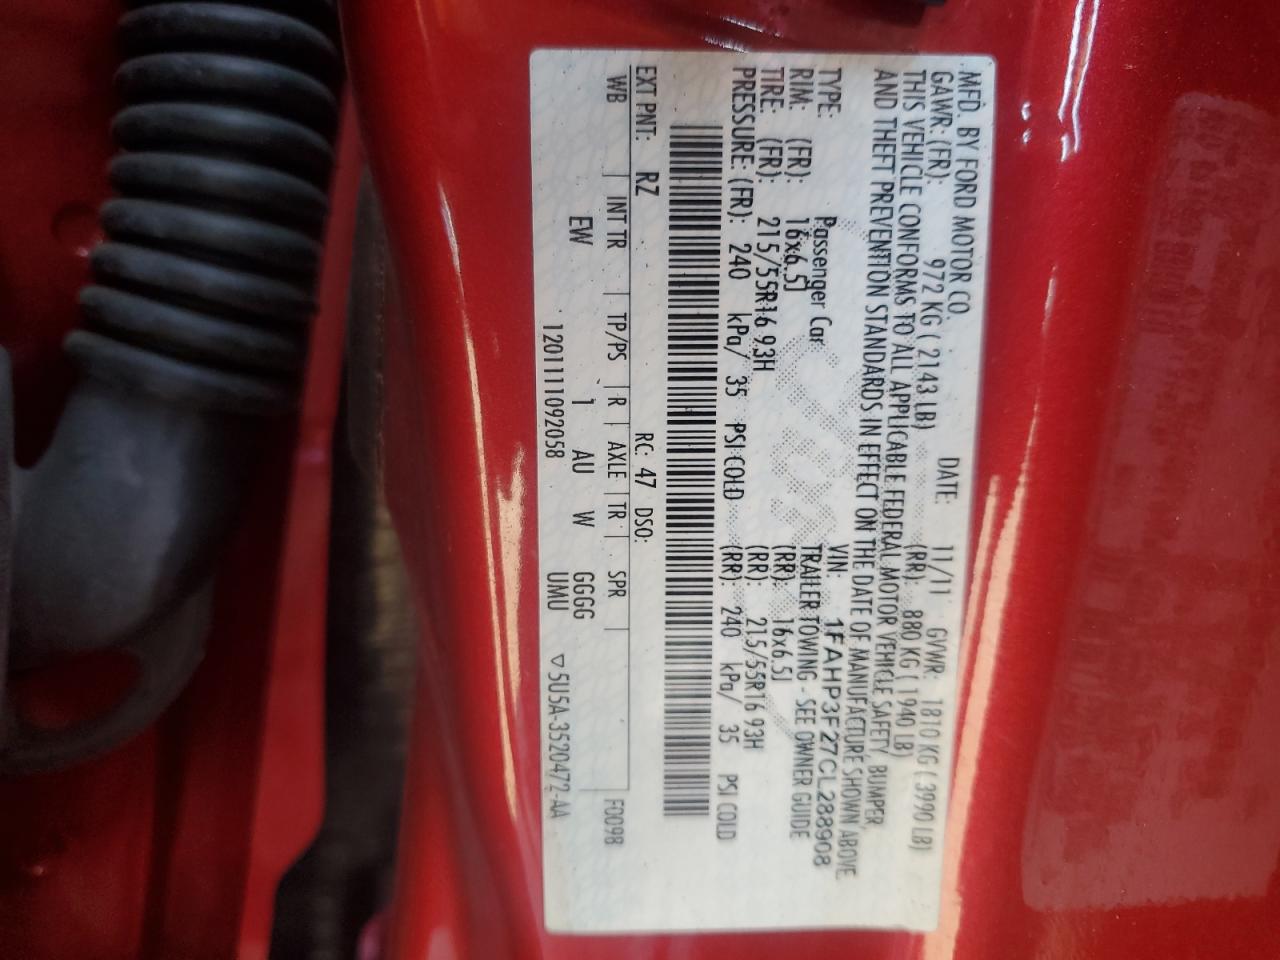 MFD. BY FORD MOTOR CO.
DATE: 11/11 GVWR: 1810 KG ( 3990 LB)
GAWR: (FR): 972 KG ( 2143 LB) (RR): 880 KG ( 1940 LB)
THIS VEHICLE CONFORMS TO ALL APPLICABLE FEDERAL MOTOR VEHICLE SAFETY, BUMPER,
AND THEFT PREVENTION STANDARDS IN EFFECT ON THE DATE OF MANUFACTURE SHOWN ABOVE.
VIN: 1FAHP3F27CL288908
TYPE: Passenger Car TRAILER TOWING - SEE OWNER GUIDE
RIM: (FR): 16x6.5J (RR): 16x6.5J
TIRE: (FR): 215/55R16 93H (RR): 215/55R16 93H
PRESSURE: (FR): 240 kPa/ 35 PSI COLD (RR): 240 kPa/ 35 PSI COLD
EXT PNT: RZ RC: 47 DSO:
WB INT TR TP/PS R AXLE TR SPR F0098
EW 1 AU W GGGG
1201111092058 UMU ▽5U5A-3520472-AA